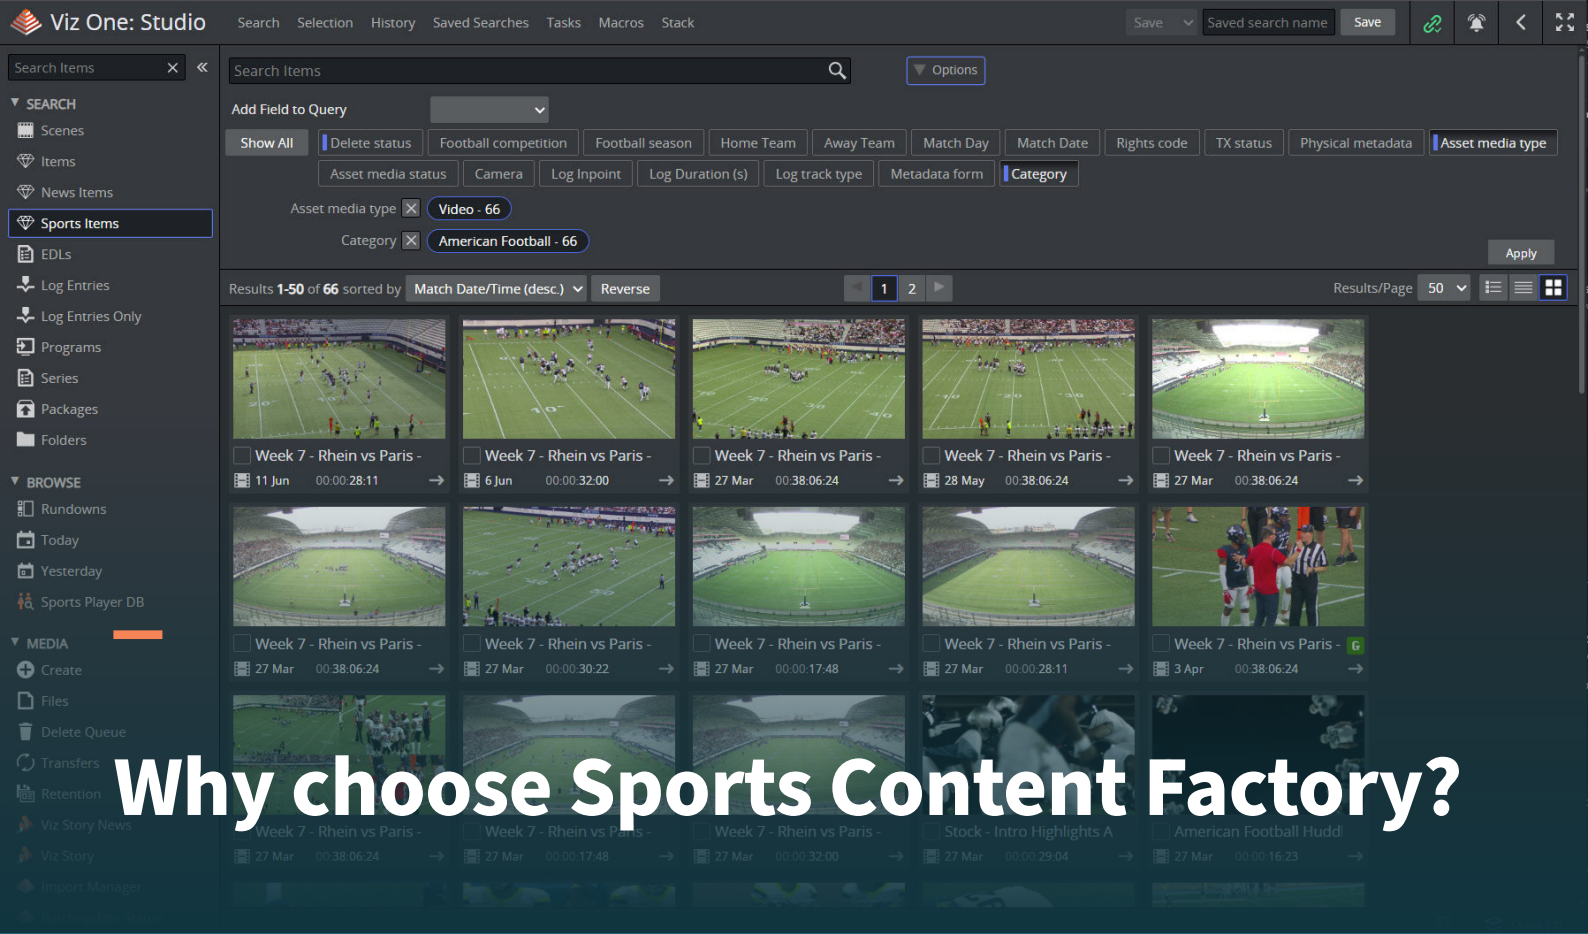 Viz One: Studio
Search Selection History Saved Searches Tasks Macros Stack
Save Saved search name Save
Search Items
SEARCH
Scenes
Items
News Items
Sports Items
EDLs
Log Entries
Log Entries Only
Programs
Series
Packages
Folders
BROWSE
Rundowns
Today
Yesterday
Sports Player DB
MEDIA
Create
Files
Delete Queue
Transfers
Retention
Viz Story News
Viz Story
Import Manager
Search Items Options
Add Field to Query
Show All Delete status Football competition Football season Home Team Away Team Match Day Match Date Rights code TX status Physical metadata Asset media type
Asset media status Camera Log Inpoint Log Duration (s) Log track type Metadata form Category
Asset media type Video - 66
Category American Football - 66
Apply
Results 1-50 of 66 sorted by Match Date/Time (desc.) Reverse 1 2 Results/Page 50
Week 7 - Rhein vs Paris - Week 7 - Rhein vs Paris - Week 7 - Rhein vs Paris - Week 7 - Rhein vs Paris - Week 7 - Rhein vs Paris -
11 Jun 00:00:28:11 6 Jun 00:00:32:00 27 Mar 00:38:06:24 28 May 00:38:06:24 27 Mar 00:38:06:24
Week 7 - Rhein vs Paris - Week 7 - Rhein vs Paris - Week 7 - Rhein vs Paris - Week 7 - Rhein vs Paris - Week 7 - Rhein vs Paris - G
27 Mar 00:38:06:24 27 Mar 00:00:30:22 27 Mar 00:00:17:48 27 Mar 00:00:28:11 3 Apr 00:38:06:24
Why choose Sports Content Factory?
Week 7 - Rhein vs Paris - Week 7 - Rhein vs Paris - Week 7 - Rhein vs Paris - Stock - Intro Highlights A American Football Huddl
27 Mar 00:38:06:24 27 Mar 00:00:17:48 27 Mar 00:00:32:00 27 Mar 00:00:29:04 27 Mar 00:00:16:23